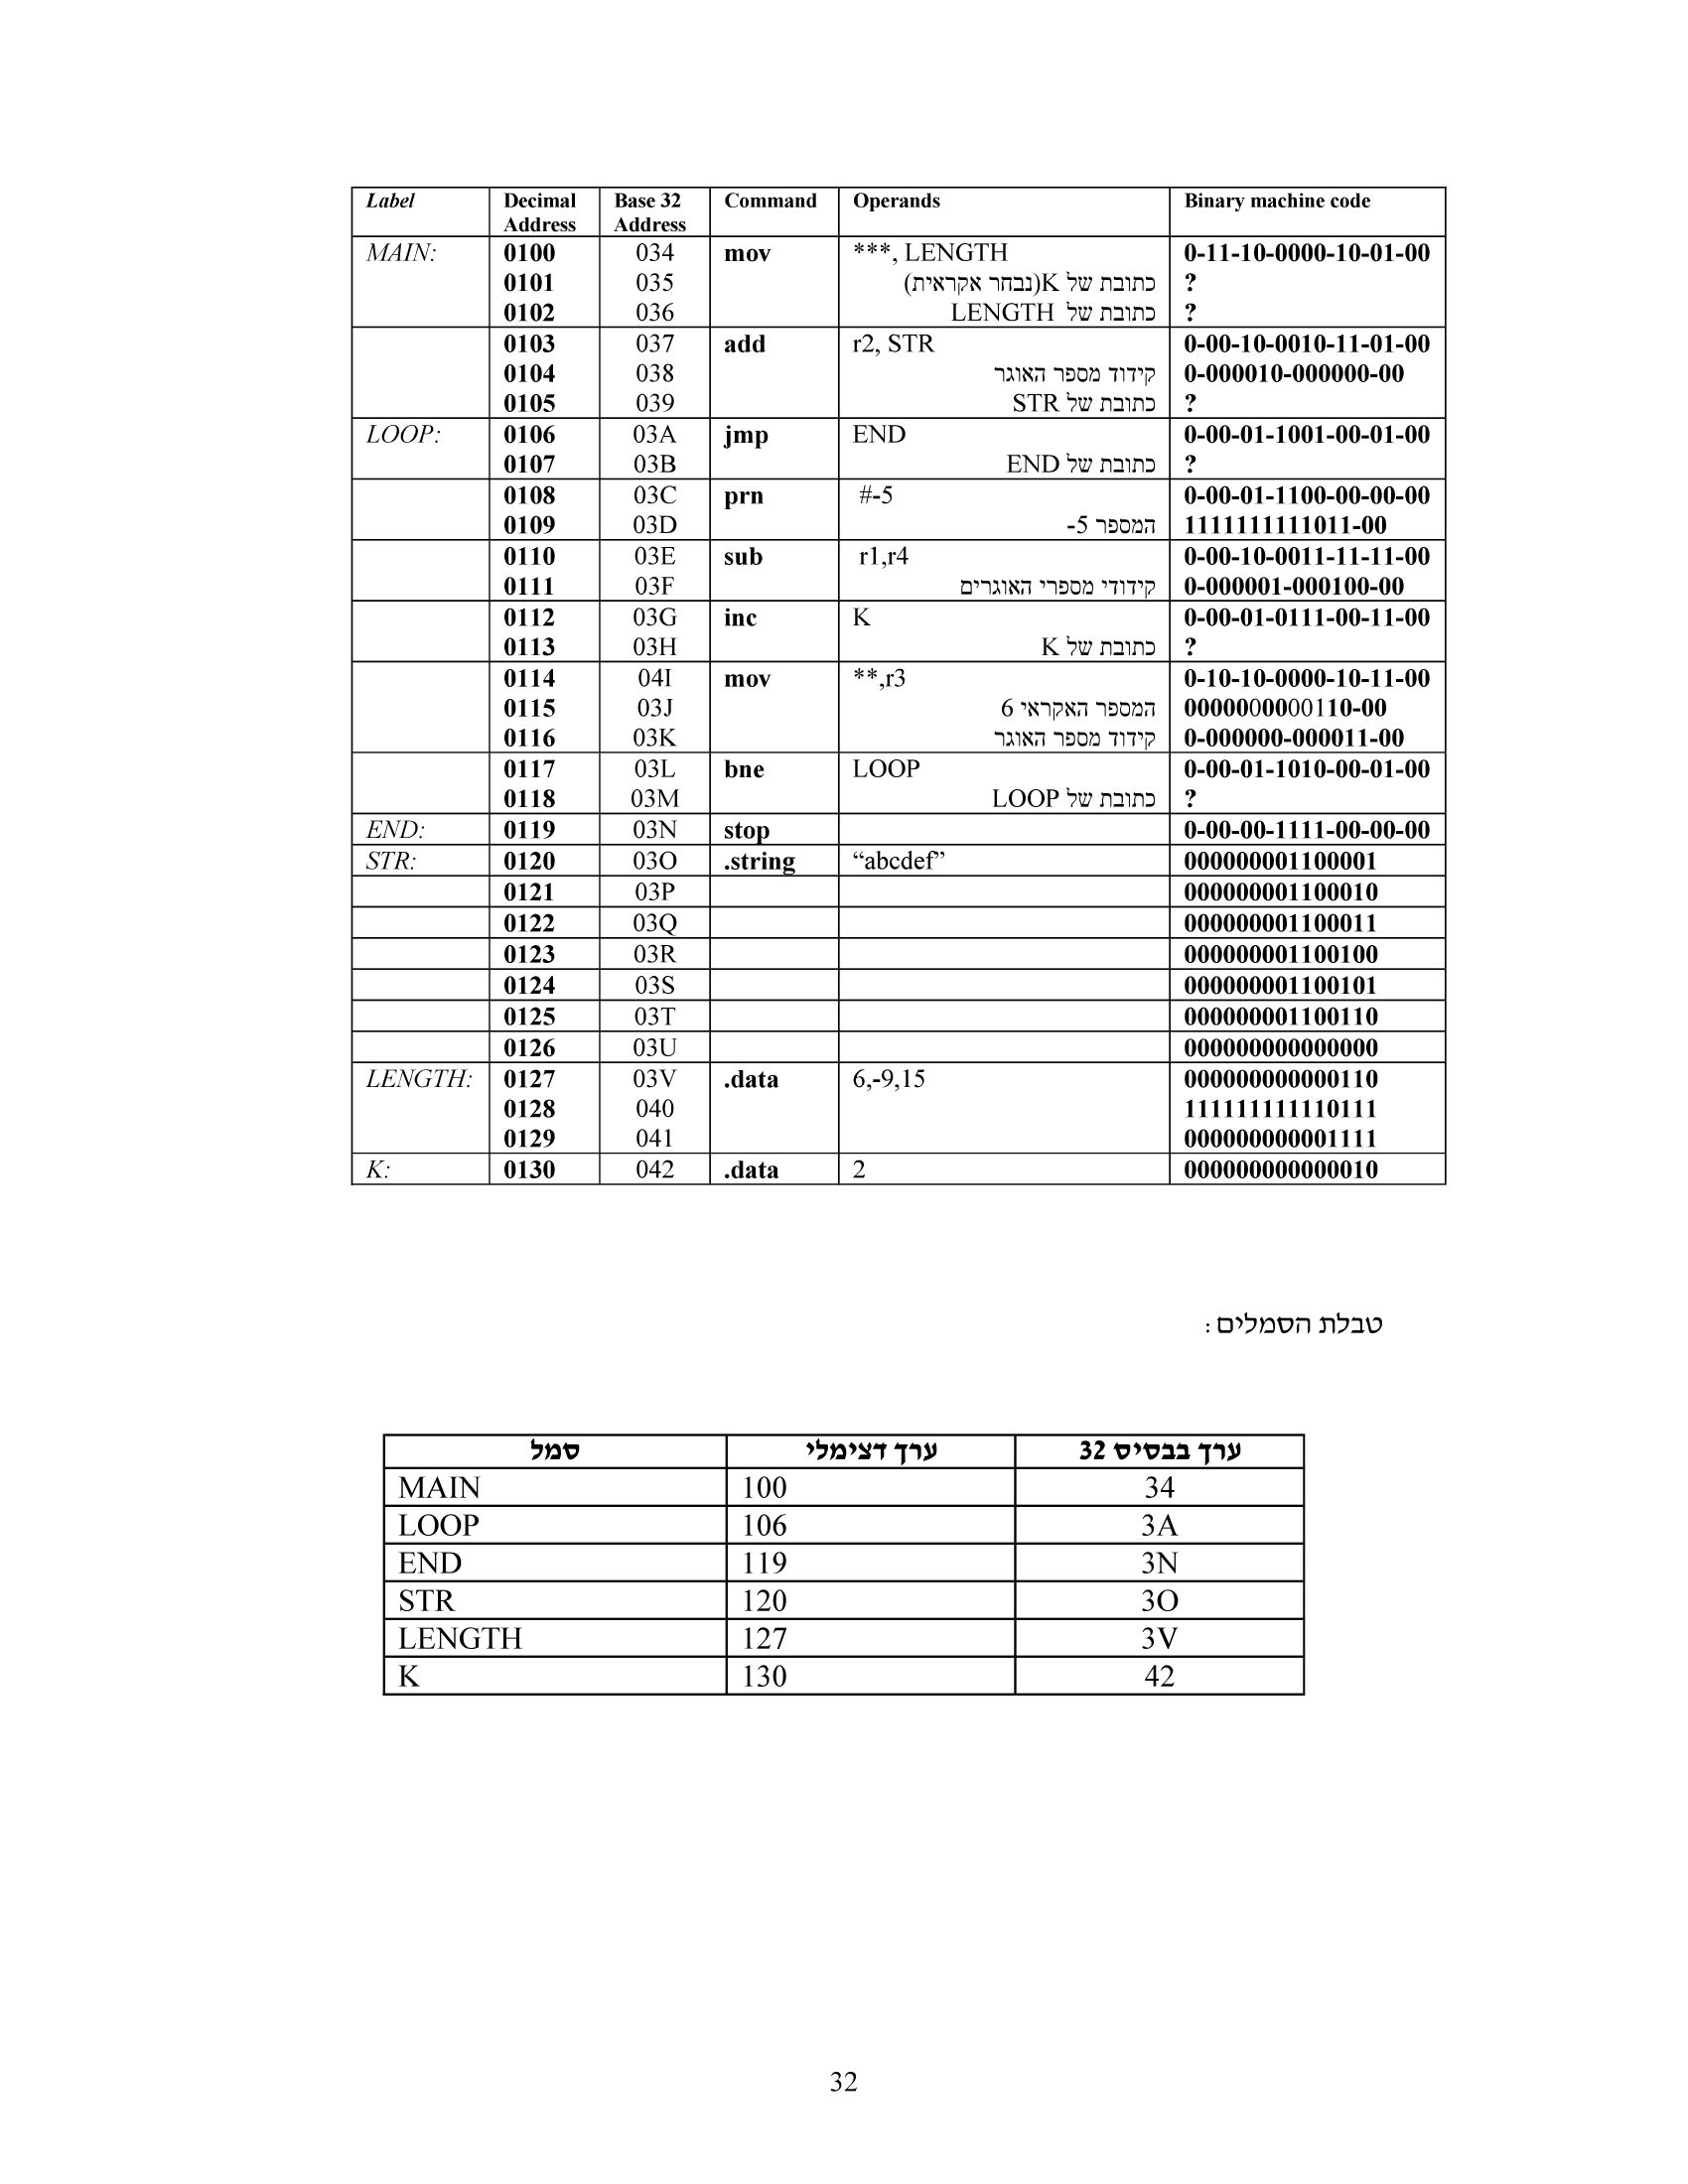 Label Decimal Address Base 32 Address Command Operands Binary machine code
MAIN: 0100 034 mov ***, LENGTH 0-11-10-0000-10-01-00
0101 035 כתובת של K(נבחר אקראית) ?
0102 036 כתובת של LENGTH ?
0103 037 add r2, STR 0-00-10-0010-11-01-00
0104 038 קידוד מספר האוגר 0-000010-000000-00
0105 039 כתובת של STR ?
LOOP: 0106 03A jmp END 0-00-01-1001-00-01-00
0107 03B כתובת של END ?
0108 03C prn #-5 0-00-01-1100-00-00-00
0109 03D המספר 5- 1111111111011-00
0110 03E sub r1,r4 0-00-10-0011-11-11-00
0111 03F קידודי מספרי האוגרים 0-000001-000100-00
0112 03G inc K 0-00-01-0111-00-11-00
0113 03H כתובת של K ?
0114 04I mov **,r3 0-10-10-0000-10-11-00
0115 03J המספר האקראי 6 0000000000110-00
0116 03K קידוד מספר האוגר 0-000000-000011-00
0117 03L bne LOOP 0-00-01-1010-00-01-00
0118 03M כתובת של LOOP ?
END: 0119 03N stop 0-00-00-1111-00-00-00
STR: 0120 03O .string “abcdef” 000000001100001
0121 03P 000000001100010
0122 03Q 000000001100011
0123 03R 000000001100100
0124 03S 000000001100101
0125 03T 000000001100110
0126 03U 000000000000000
LENGTH: 0127 03V .data 6,-9,15 000000000000110
0128 040 111111111110111
0129 041 000000000001111
K: 0130 042 .data 2 000000000000010
טבלת הסמלים:
סמל ערך דצימלי ערך בבסיס 32
MAIN 100 34
LOOP 106 3A
END 119 3N
STR 120 3O
LENGTH 127 3V
K 130 42
32